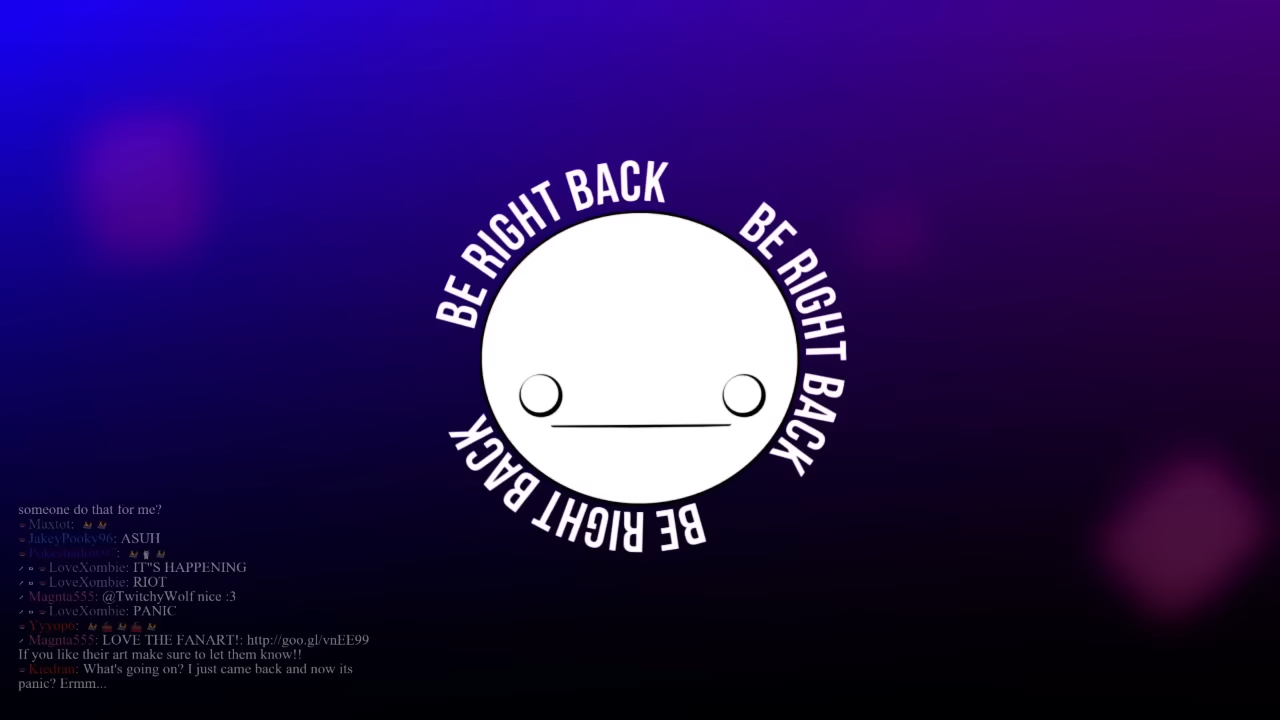 BE RIGHT BACK
BE RIGHT BACK
BE RIGHT BACK
someone do that for me?
Maxtot:
JakeyPooky96: ASUH
LoveXombie: IT"S HAPPENING
LoveXombie: RIOT
Magnta555: @TwitchyWolf nice :3
LoveXombie: PANIC
Yyyop6:
Magnta555: LOVE THE FANART!: http://goo.gl/vnEE99
If you like their art make sure to let them know!!
Kiedran: What's going on? I just came back and now its
panic? Ermm...